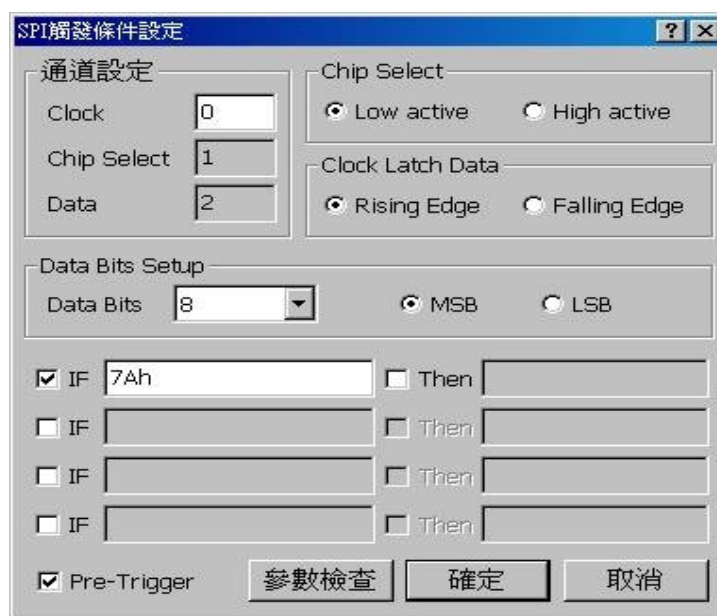 SPI觸發條件設定
通道設定
Clock 0
Chip Select 1
Data 2
Chip Select
Low active High active
Clock Latch Data
Rising Edge Falling Edge
Data Bits Setup
Data Bits 8 MSB LSB
IF 7Ah Then
IF Then
IF Then
IF Then
Pre-Trigger 參數檢查 確定 取消